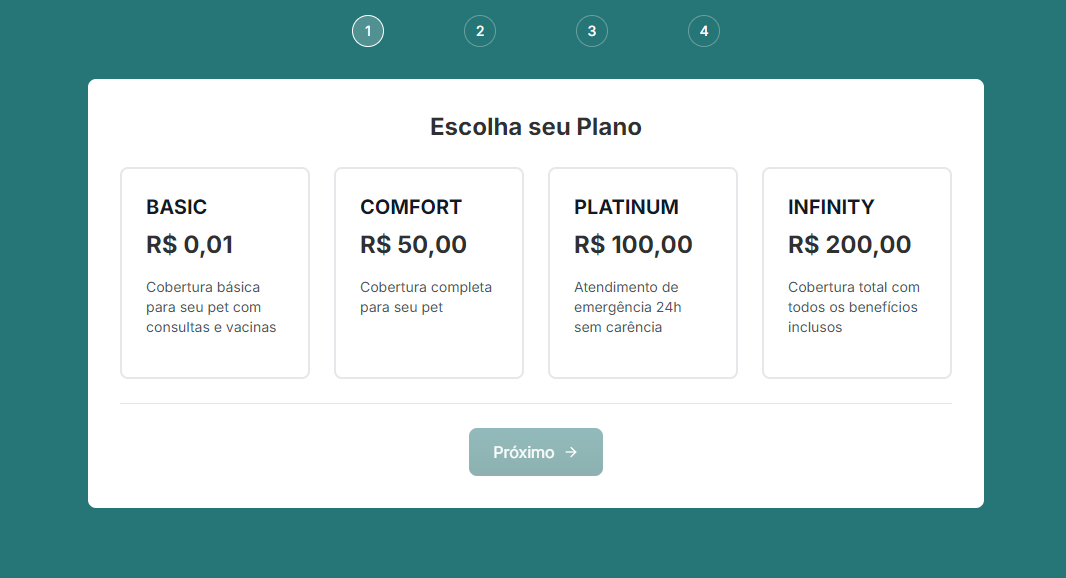 1
2
3
4
Escolha seu Plano
BASIC
R$ 0,01
Cobertura básica
para seu pet com
consultas e vacinas
COMFORT
R$ 50,00
Cobertura completa
para seu pet
PLATINUM
R$ 100,00
Atendimento de
emergência 24h
sem carência
INFINITY
R$ 200,00
Cobertura total com
todos os benefícios
inclusos
Próximo →